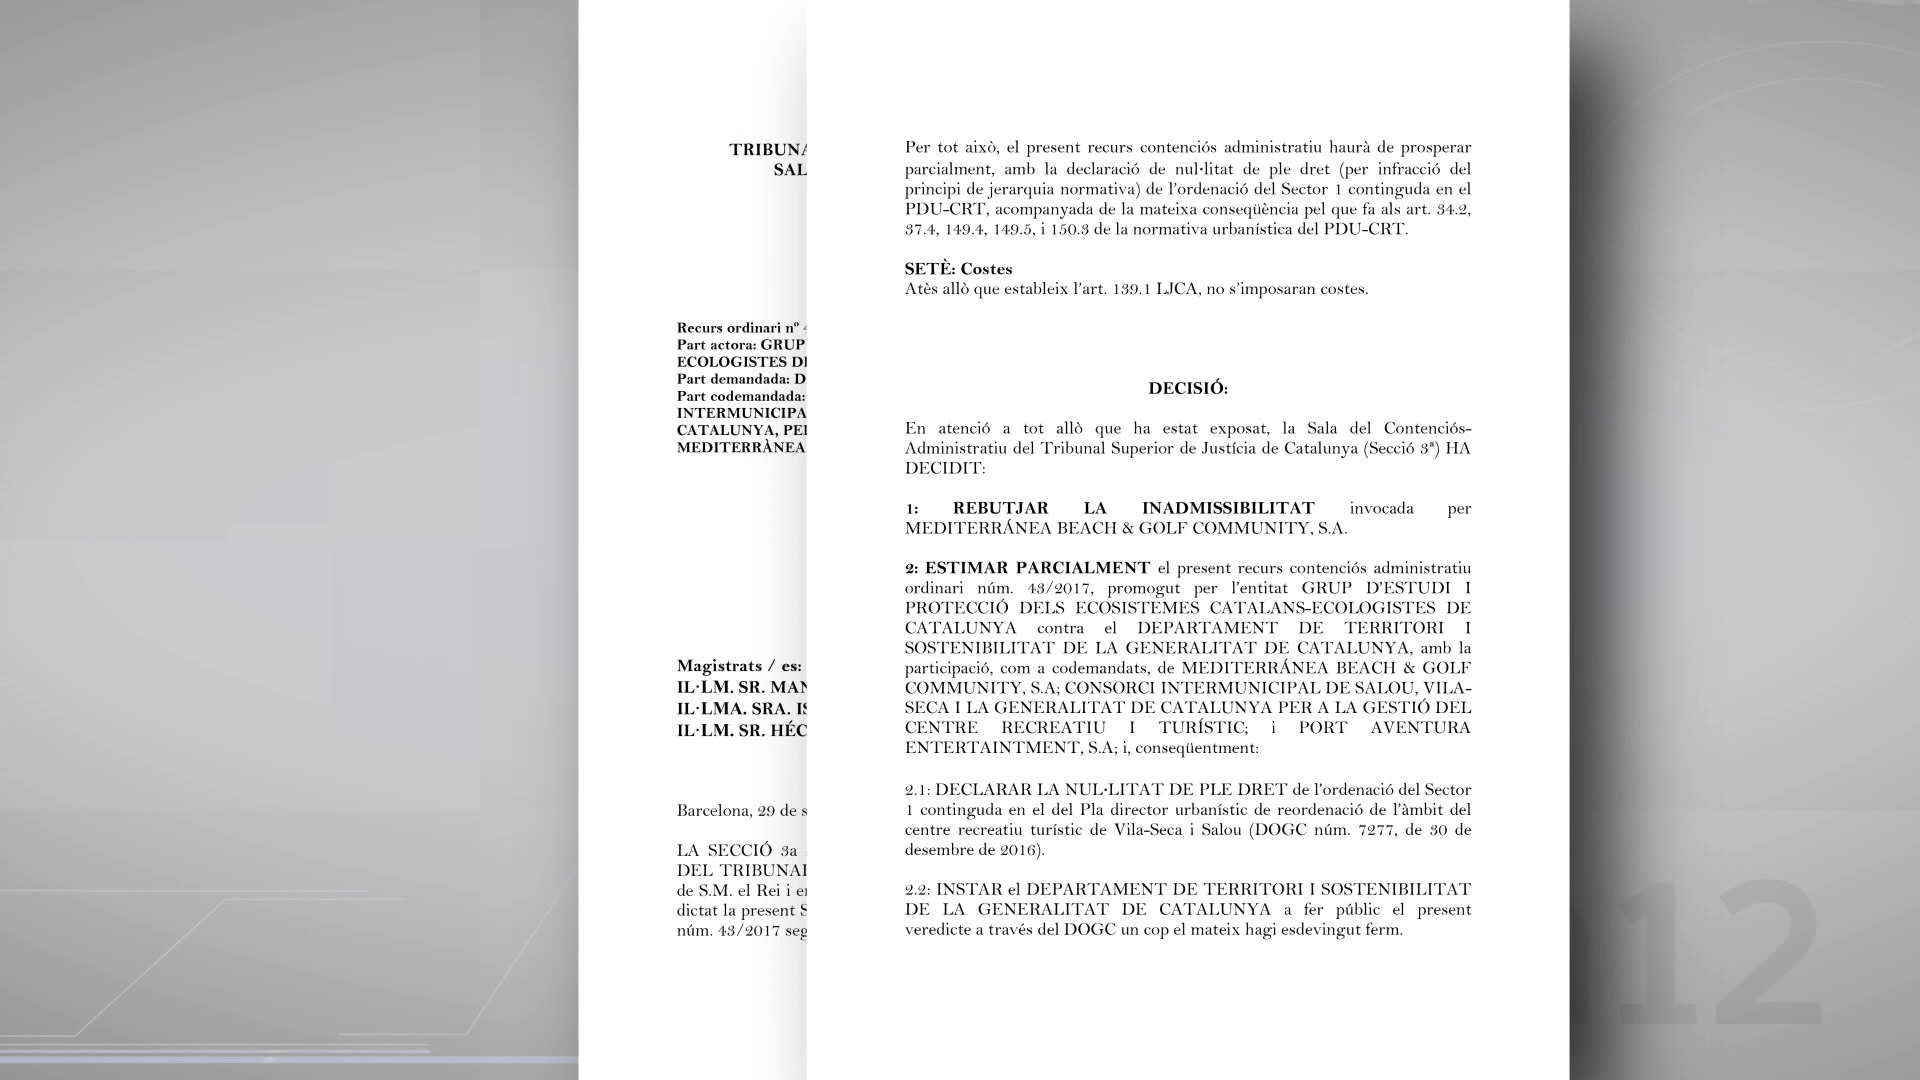 TRIBUNA
SAL
Recurs ordinari nº
Part actora: GRUP
ECOLOGISTES DE
Part demandada: D
Part codemandada:
INTERMUNICIPA
CATALUNYA, PE
MEDITERRÀNEA
Magistrats / es:
IL·LM. SR. MAN
IL·LMA. SRA. IS
IL·LM. SR. HÉC
Barcelona, 29 de s
LA SECCIÓ 3a
DEL TRIBUNAL
de S.M. el Rei i en
dictat la present S
núm. 43/2017 seg
Per tot això, el present recurs contenciós administratiu haurà de prosperar
parcialment, amb la declaració de nul·litat de ple dret (per infracció del
principi de jerarquia normativa) de l'ordenació del Sector 1 continguda en el
PDU-CRT, acompanyada de la mateixa conseqüència pel que fa als art. 34.2,
37.4, 149.4, 149.5, i 150.3 de la normativa urbanística del PDU-CRT.
SETÈ: Costes
Atès allò que estableix l'art. 139.1 LJCA, no s'imposaran costes.
DECISIÓ:
En atenció a tot allò que ha estat exposat, la Sala del Contenciós-
Administratiu del Tribunal Superior de Justícia de Catalunya (Secció 3ª) HA
DECIDIT:
1: REBUTJAR LA INADMISSIBILITAT invocada per
MEDITERRÁNEA BEACH & GOLF COMMUNITY, S.A.
2: ESTIMAR PARCIALMENT el present recurs contenciós administratiu
ordinari núm. 43/2017, promogut per l'entitat GRUP D'ESTUDI I
PROTECCIÓ DELS ECOSISTEMES CATALANS-ECOLOGISTES DE
CATALUNYA contra el DEPARTAMENT DE TERRITORI I
SOSTENIBILITAT DE LA GENERALITAT DE CATALUNYA, amb la
participació, com a codemandats, de MEDITERRÁNEA BEACH & GOLF
COMMUNITY, S.A; CONSORCI INTERMUNICIPAL DE SALOU, VILA-
SECA I LA GENERALITAT DE CATALUNYA PER A LA GESTIÓ DEL
CENTRE RECREATIU I TURÍSTIC; i PORT AVENTURA
ENTERTAINTMENT, S.A; i, conseqüentment:
2.1: DECLARAR LA NUL·LITAT DE PLE DRET de l'ordenació del Sector
1 continguda en el del Pla director urbanístic de reordenació de l'àmbit del
centre recreatiu turístic de Vila-Seca i Salou (DOGC núm. 7277, de 30 de
desembre de 2016).
2.2: INSTAR el DEPARTAMENT DE TERRITORI I SOSTENIBILITAT
DE LA GENERALITAT DE CATALUNYA a fer públic el present
veredicte a través del DOGC un cop el mateix hagi esdevingut ferm.
12